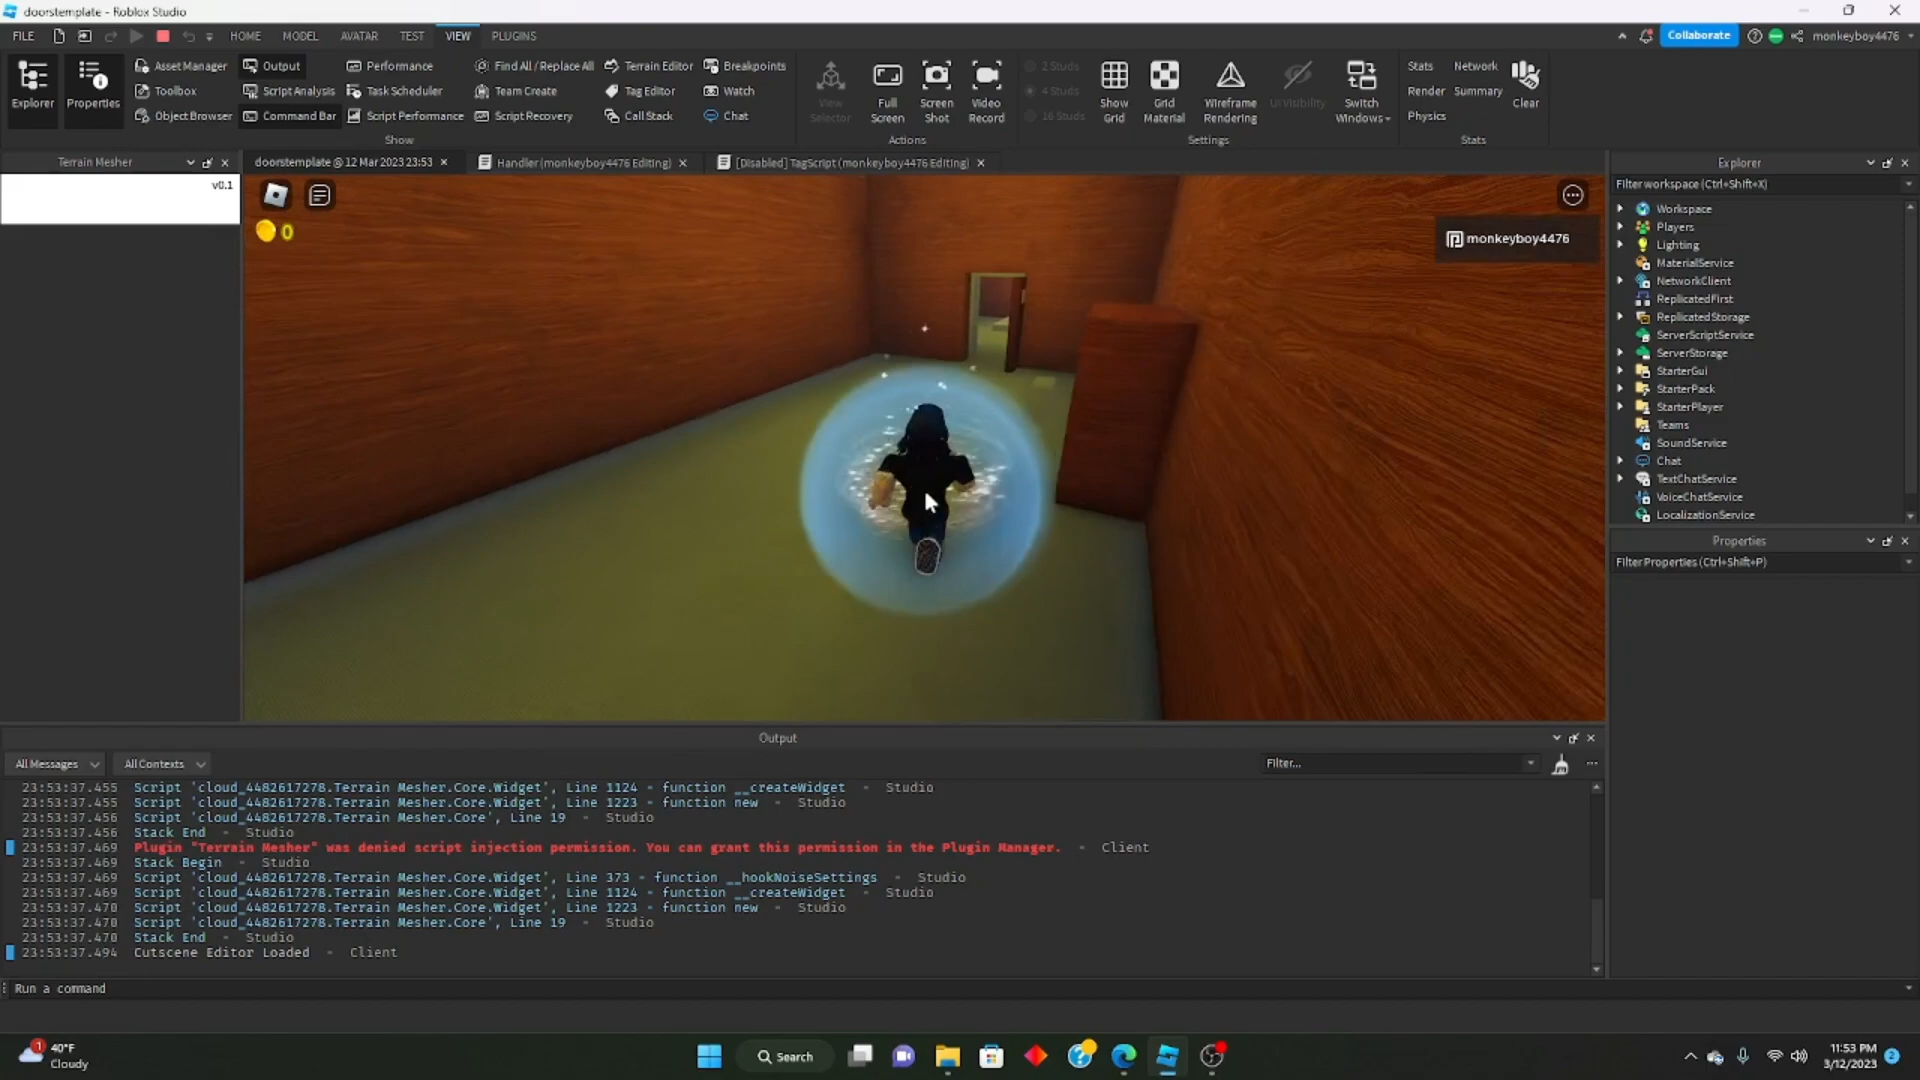 doorstemplate - Roblox Studio
FILE HOME MODEL AVATAR TEST VIEW PLUGINS Collaborate monkeyboy4476
Explorer
Properties
Asset Manager
Toolbox
Object Browser
Output
Script Analysis
Command Bar
Performance
Task Scheduler
Script Performance
Find All / Replace All
Team Create
Script Recovery
Terrain Editor
Tag Editor
Call Stack
Breakpoints
Watch
Chat
Show
View Selector
Full Screen
Screen Shot
Video Record
Actions
2 Studs
4 Studs
16 Studs
Show Grid
Grid Material
Wireframe Rendering
UI Visibility
Switch Windows
Settings
Stats
Network
Render
Summary
Physics
Clear
Stats
Terrain Mesher
v0.1
doorstemplate @ 12 Mar 2023 23:53
Handler (monkeyboy4476 Editing)
[Disabled] TagScript (monkeyboy4476 Editing)
0
monkeyboy4476
Explorer
Filter workspace (Ctrl+Shift+X)
Workspace
Players
Lighting
MaterialService
NetworkClient
ReplicatedFirst
ReplicatedStorage
ServerScriptService
ServerStorage
StarterGui
StarterPack
StarterPlayer
Teams
SoundService
Chat
TextChatService
VoiceChatService
LocalizationService
Properties
Filter Properties (Ctrl+Shift+P)
Output
All Messages
All Contexts
Filter...
23:53:37.455 Script 'cloud_4482617278.Terrain Mesher.Core.Widget', Line 1124 - function __createWidget - Studio
23:53:37.455 Script 'cloud_4482617278.Terrain Mesher.Core.Widget', Line 1223 - function new - Studio
23:53:37.456 Script 'cloud_4482617278.Terrain Mesher.Core', Line 19 - Studio
23:53:37.456 Stack End - Studio
23:53:37.469 Plugin "Terrain Mesher" was denied script injection permission. You can grant this permission in the Plugin Manager. - Client
23:53:37.469 Stack Begin - Studio
23:53:37.469 Script 'cloud_4482617278.Terrain Mesher.Core.Widget', Line 373 - function __hookNoiseSettings - Studio
23:53:37.469 Script 'cloud_4482617278.Terrain Mesher.Core.Widget', Line 1124 - function __createWidget - Studio
23:53:37.470 Script 'cloud_4482617278.Terrain Mesher.Core.Widget', Line 1223 - function new - Studio
23:53:37.470 Script 'cloud_4482617278.Terrain Mesher.Core', Line 19 - Studio
23:53:37.470 Stack End - Studio
23:53:37.494 Cutscene Editor Loaded - Client
Run a command
1
40°F
Cloudy
Search
11:53 PM
3/12/2023
2